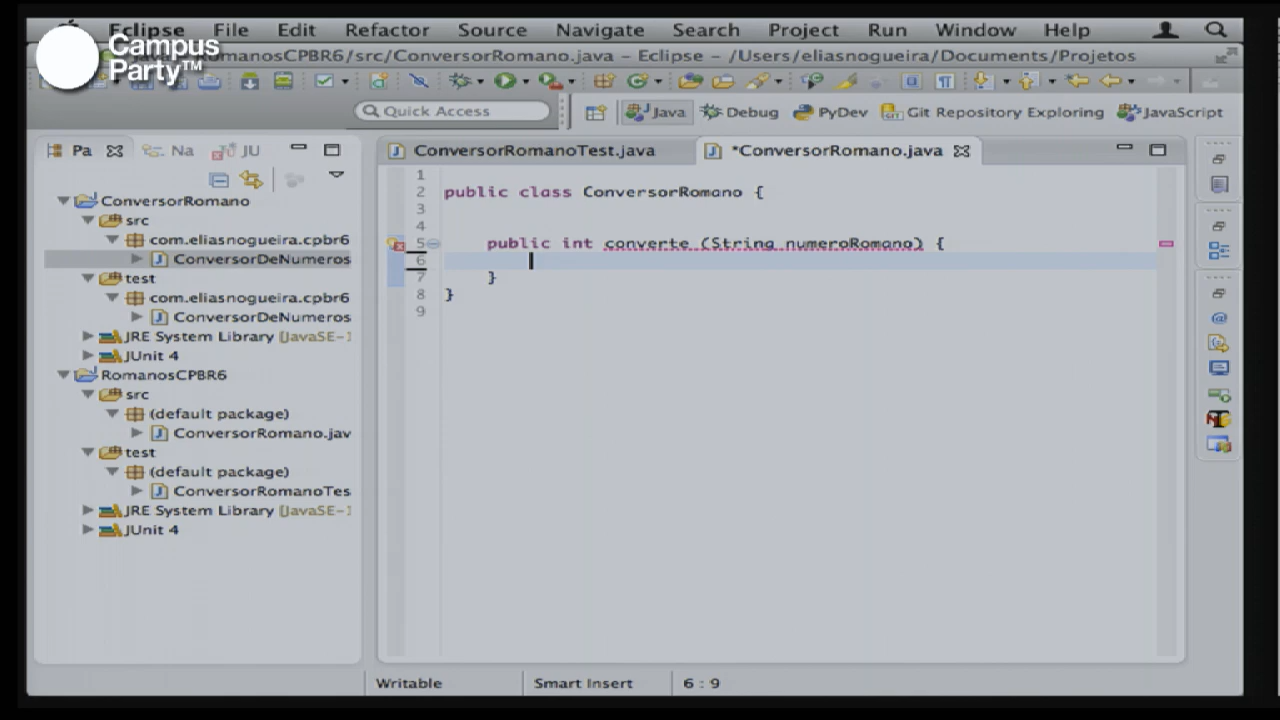 Eclipse File Edit Refactor Source Navigate Search Project Run Window Help
Campus
Party™
RomanosCPBR6/src/ConversorRomano.java – Eclipse – /Users/eliasnogueira/Documents/Projetos
Quick Access
Java Debug PyDev Git Repository Exploring JavaScript
Pa Na JU
ConversorRomanoTest.java *ConversorRomano.java
ConversorRomano
src
com.eliasnogueira.cpbr6
ConversorDeNumeros
test
com.eliasnogueira.cpbr6
ConversorDeNumeros
JRE System Library [JavaSE-1
JUnit 4
RomanosCPBR6
src
(default package)
ConversorRomano.jav
test
(default package)
ConversorRomanoTes
JRE System Library [JavaSE-1
JUnit 4
1
2 public class ConversorRomano {
3
4
5 public int converte (String numeroRomano) {
6
7 }
8 }
9
Writable Smart Insert 6 : 9